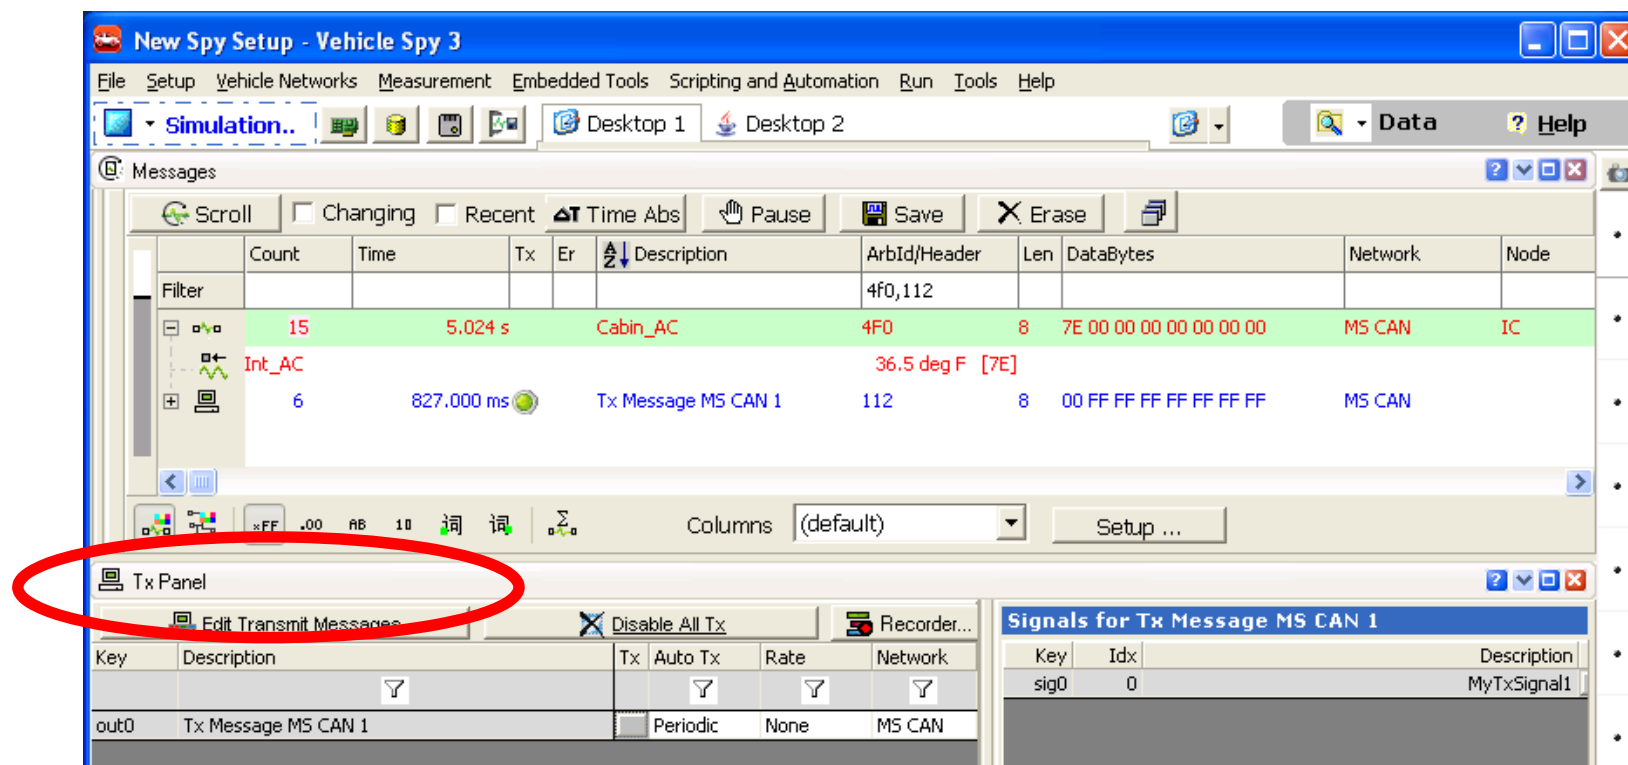 New Spy Setup - Vehicle Spy 3
File Setup Vehicle Networks Measurement Embedded Tools Scripting and Automation Run Tools Help
Simulation.. Desktop 1 Desktop 2 Data ? Help
Messages
Scroll Changing Recent ΔT Time Abs Pause Save Erase
Count Time Tx Er AZ Description ArbId/Header Len DataBytes Network Node
Filter 4f0,112
15 5.024 s Cabin_AC 4F0 8 7E 00 00 00 00 00 00 00 MS CAN IC
Int_AC 36.5 deg F [7E]
6 827.000 ms Tx Message MS CAN 1 112 8 00 FF FF FF FF FF FF FF MS CAN
×FF .00 AB 10 词 词 Σ Columns (default) Setup ...
Tx Panel
Edit Transmit Messages Disable All Tx Recorder... Signals for Tx Message MS CAN 1
Key Description Tx Auto Tx Rate Network Key Idx Description
sig0 0 MyTxSignal1
out0 Tx Message MS CAN 1 Periodic None MS CAN